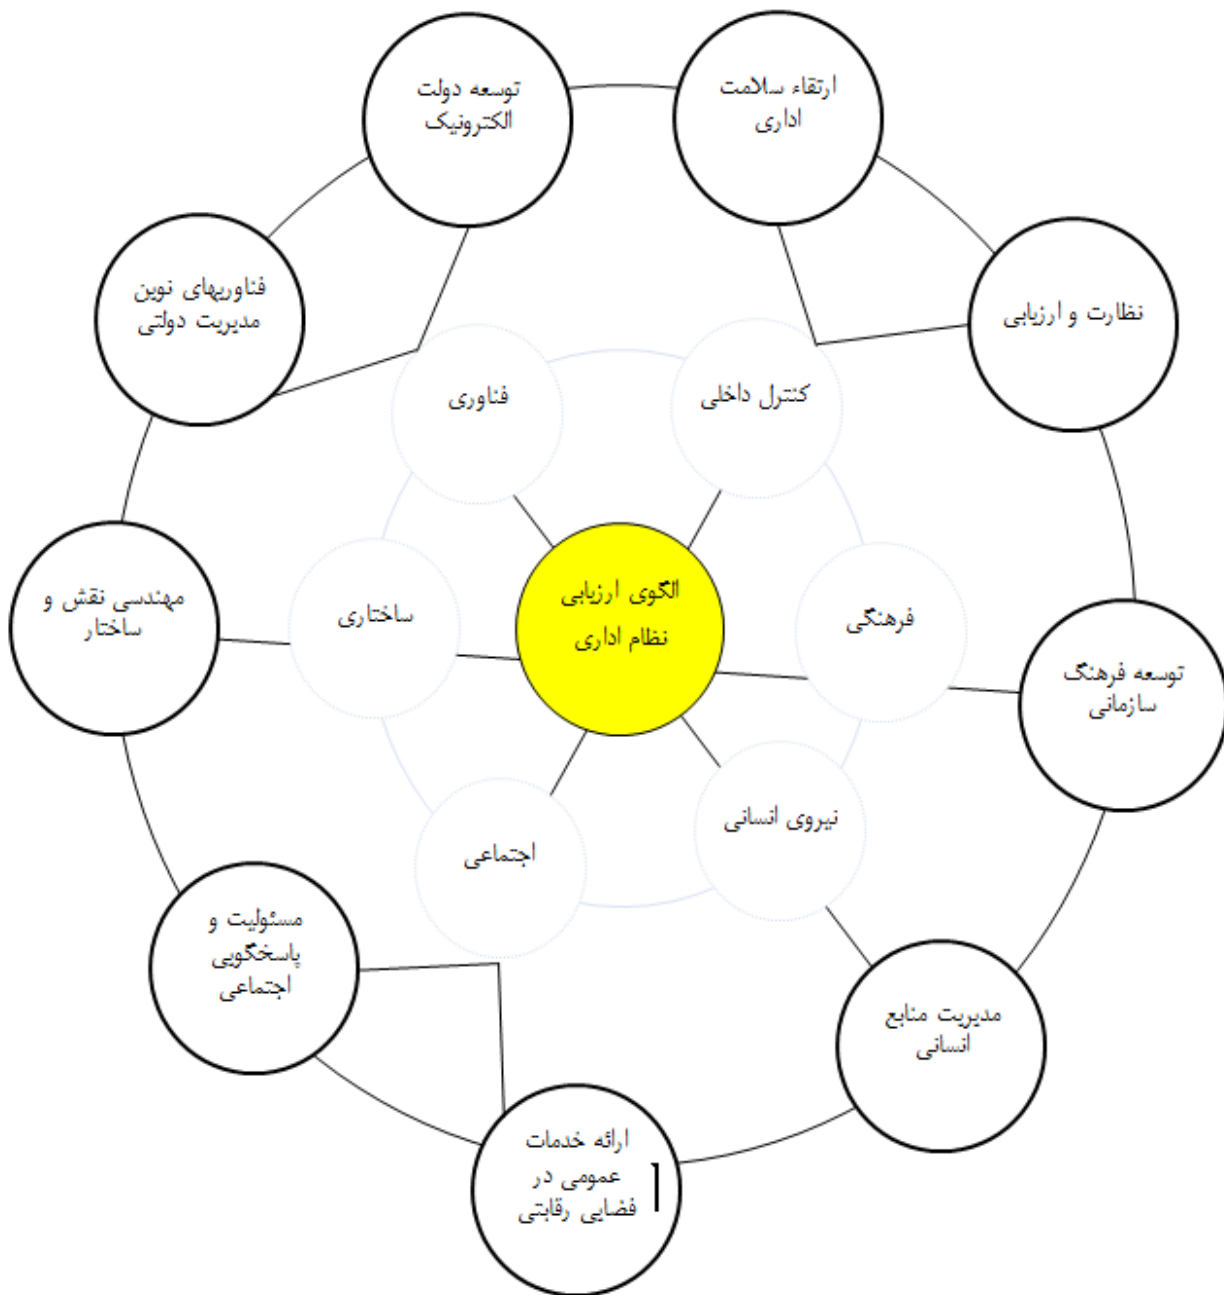 توسعه دولت
الکترونیک
ارتقاء سلامت
اداری
فناوریهای نوین
مدیریت دولتی
نظارت و ارزیابی
فناوری
کنترل داخلی
مهندسی نقش و
ساختار
ساختاری
الگوی ارزیابی
نظام اداری
فرهنگی
توسعه فرهنگ
سازمانی
اجتماعی
نیروی انسانی
مسئولیت و
پاسخگویی
اجتماعی
مدیریت منابع
انسانی
ارائه خدمات
عمومی در
فضایی رقابتی